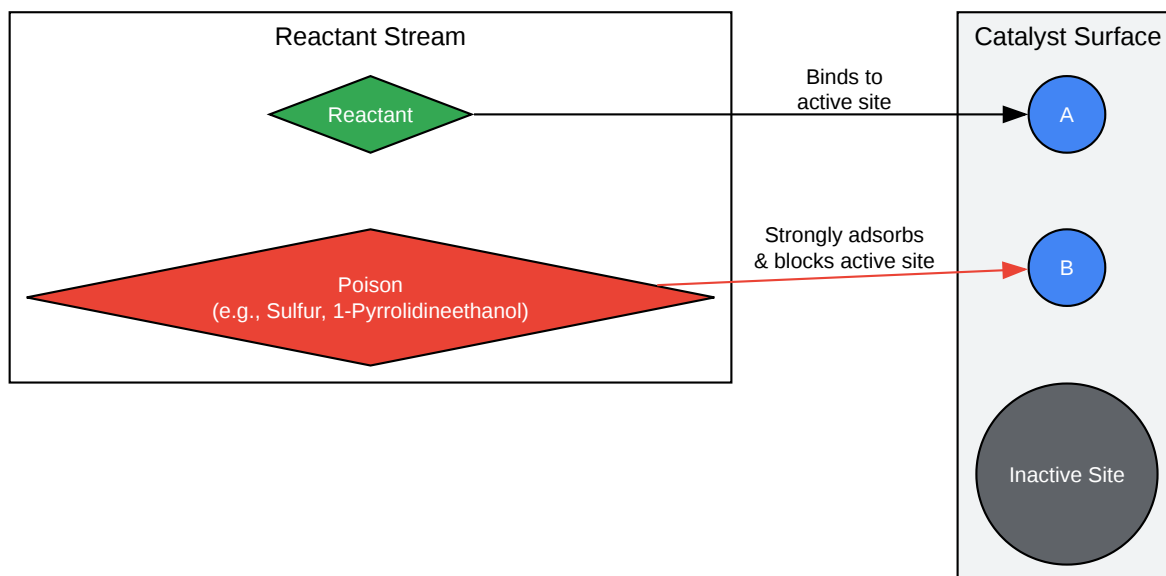 Reactant Stream
Catalyst Surface
Reactant
Binds to
active site
A
Poison
(e.g., Sulfur, 1-Pyrrolidineethanol)
Strongly adsorbs
& blocks active site
B
Inactive Site